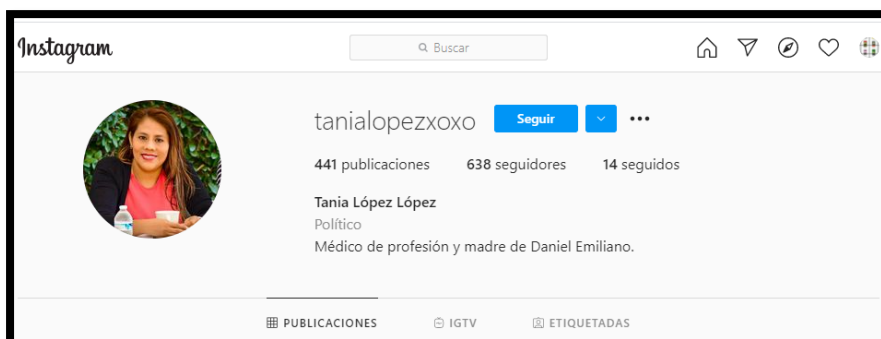 Instagram
Buscar
tanialopezxoxo Seguir
441 publicaciones 638 seguidores 14 seguidos
Tania López López
Político
Médico de profesión y madre de Daniel Emiliano.
PUBLICACIONES IGTV ETIQUETADAS